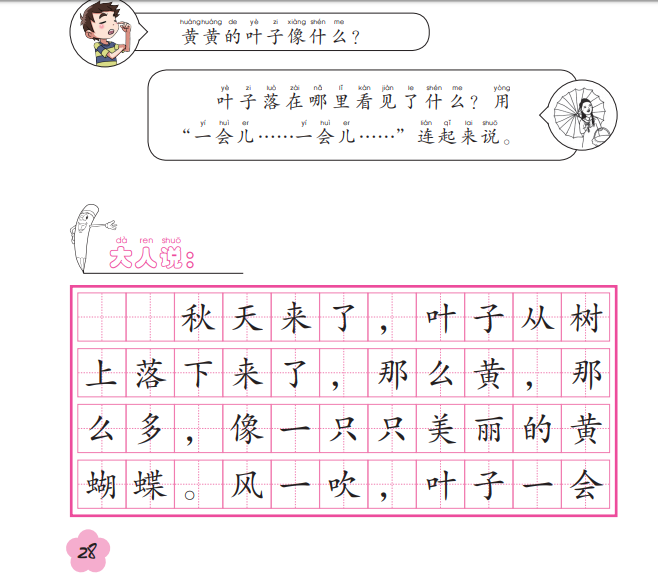 huánghuáng de yè zi xiàng shén me
黄黄的叶子像什么？
yè zi luò zài nǎ lǐ kàn jiàn le shén me yòng
叶子落在哪里看见了什么？用
yí huì er yí huì er lián qǐ lai shuō
“一会儿……一会儿……”连起来说。
dà ren shuō
大人说：
秋天来了，叶子从树
上落下来了，那么黄，那
么多，像一只只美丽的黄
蝴蝶。风一吹，叶子一会
28